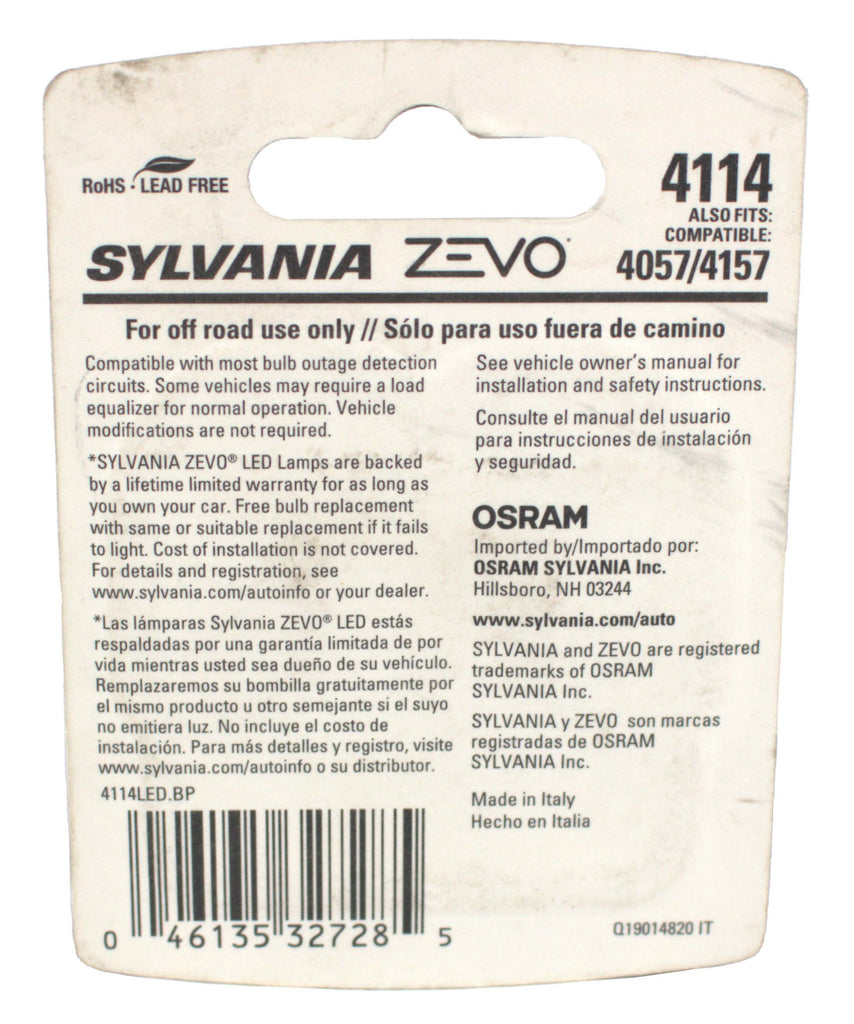 RoHS • LEAD FREE
4114
ALSO FITS:
COMPATIBLE:
4057/4157
SYLVANIA ZEVO®
For off road use only // Sólo para uso fuera de camino
Compatible with most bulb outage detection
circuits. Some vehicles may require a load
equalizer for normal operation. Vehicle
modifications are not required.
*SYLVANIA ZEVO® LED Lamps are backed
by a lifetime limited warranty for as long as
you own your car. Free bulb replacement
with same or suitable replacement if it fails
to light. Cost of installation is not covered.
For details and registration, see
www.sylvania.com/autoinfo or your dealer.
*Las lámparas Sylvania ZEVO® LED estás
respaldadas por una garantía limitada de por
vida mientras usted sea dueño de su vehículo.
Remplazaremos su bombilla gratuitamente por
el mismo producto u otro semejante si el suyo
no emitiera luz. No incluye el costo de
instalación. Para más detalles y registro, visite
www.sylvania.com/autoinfo o su distributor.
4114LED.BP
0 46135 32728 5
See vehicle owner's manual for
installation and safety instructions.
Consulte el manual del usuario
para instrucciones de instalación
y seguridad.
OSRAM
Imported by/Importado por:
OSRAM SYLVANIA Inc.
Hillsboro, NH 03244
www.sylvania.com/auto
SYLVANIA and ZEVO are registered
trademarks of OSRAM
SYLVANIA Inc.
SYLVANIA y ZEVO son marcas
registradas de OSRAM
SYLVANIA Inc.
Made in Italy
Hecho en Italia
Q19014820 IT